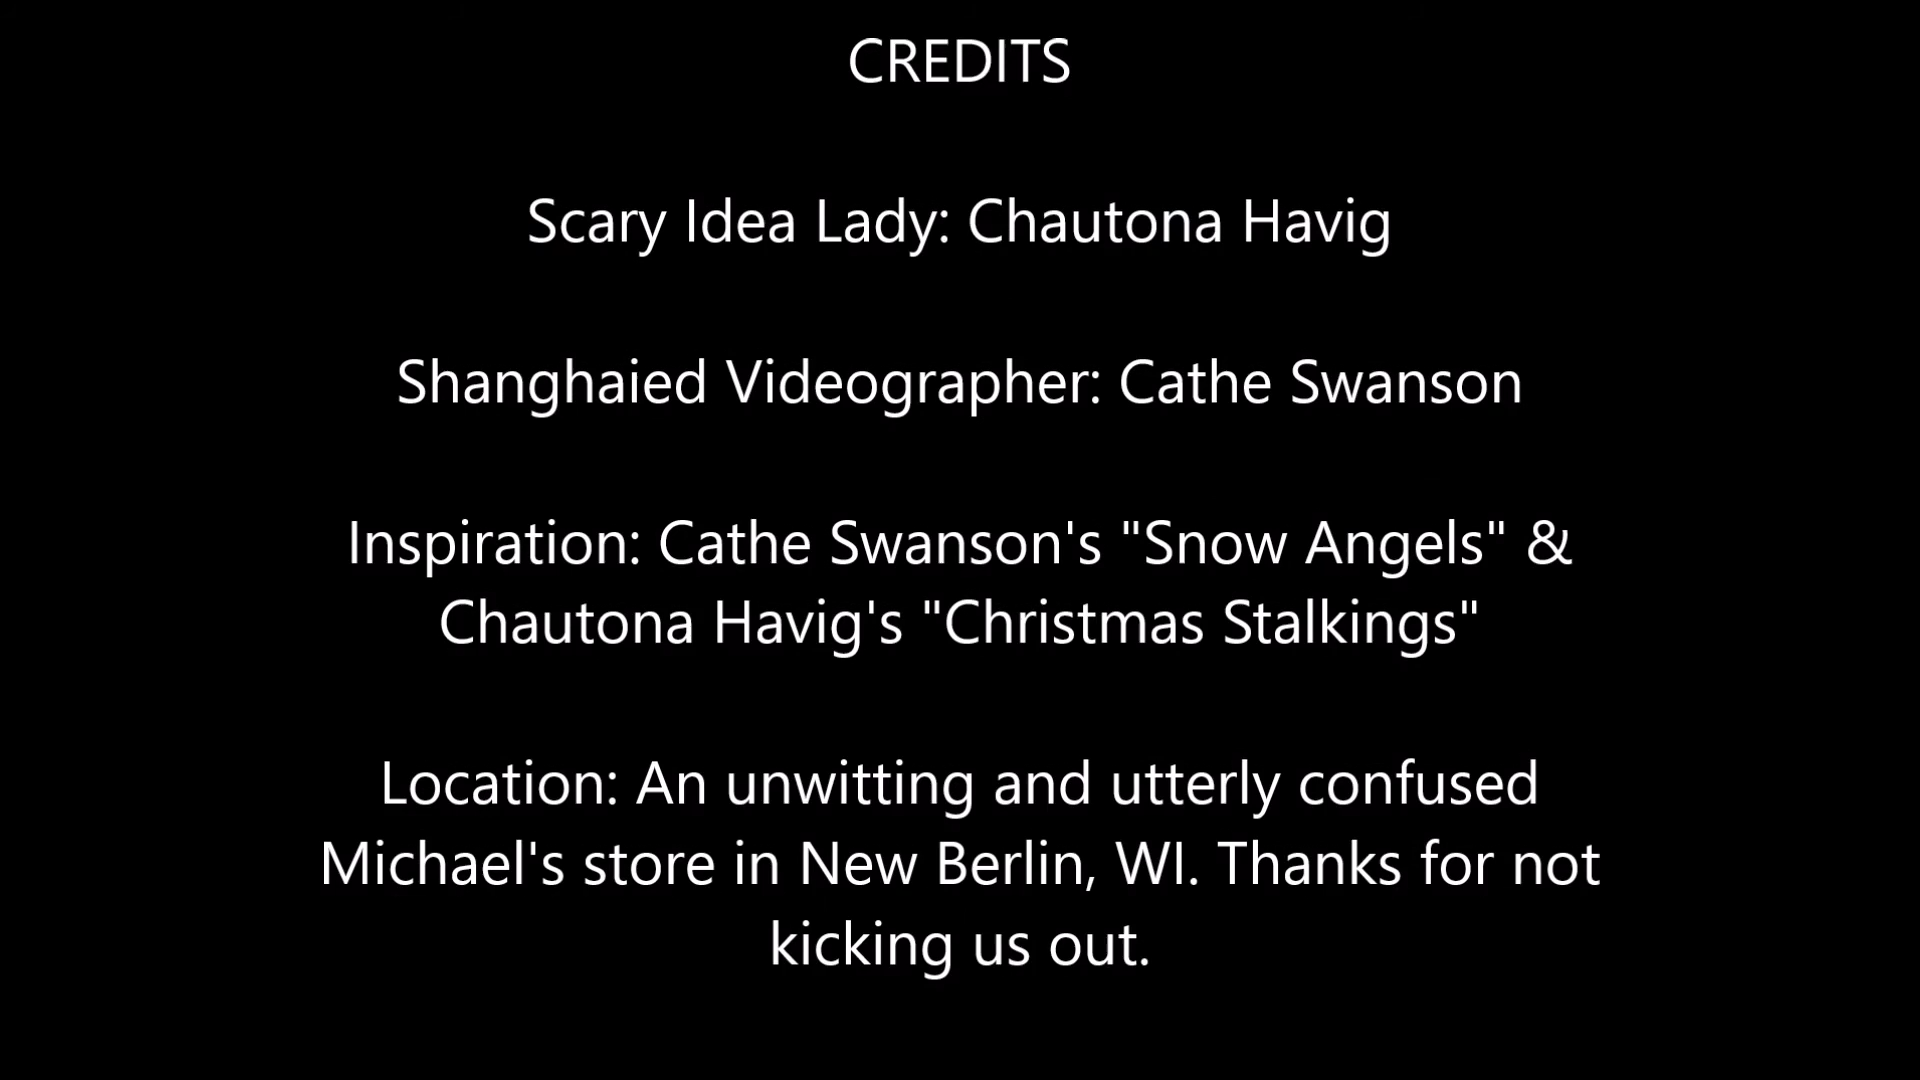 CREDITS
Scary Idea Lady: Chautona Havig
Shanghaied Videographer: Cathe Swanson
Inspiration: Cathe Swanson's "Snow Angels" &
Chautona Havig's "Christmas Stalkings"
Location: An unwitting and utterly confused
Michael's store in New Berlin, WI. Thanks for not
kicking us out.